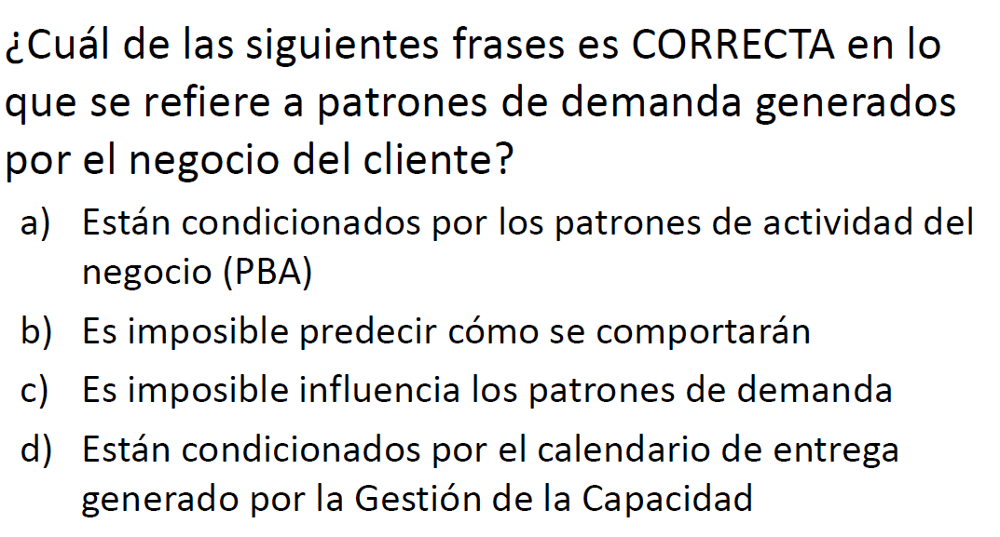 ¿Cuál de las siguientes frases es CORRECTA en lo
que se refiere a patrones de demanda generados
por el negocio del cliente?
a) Están condicionados por los patrones de actividad del
negocio (PBA)
b) Es imposible predecir cómo se comportarán
c) Es imposible influencia los patrones de demanda
d) Están condicionados por el calendario de entrega
generado por la Gestión de la Capacidad